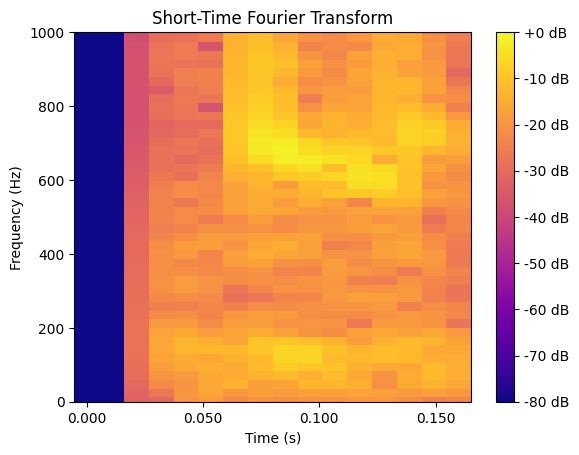 Short-Time Fourier Transform
Frequency (Hz)
1000
800
600
400
200
0
0.000
0.050
0.100
0.150
Time (s)
+0 dB
-10 dB
-20 dB
-30 dB
-40 dB
-50 dB
-60 dB
-70 dB
-80 dB